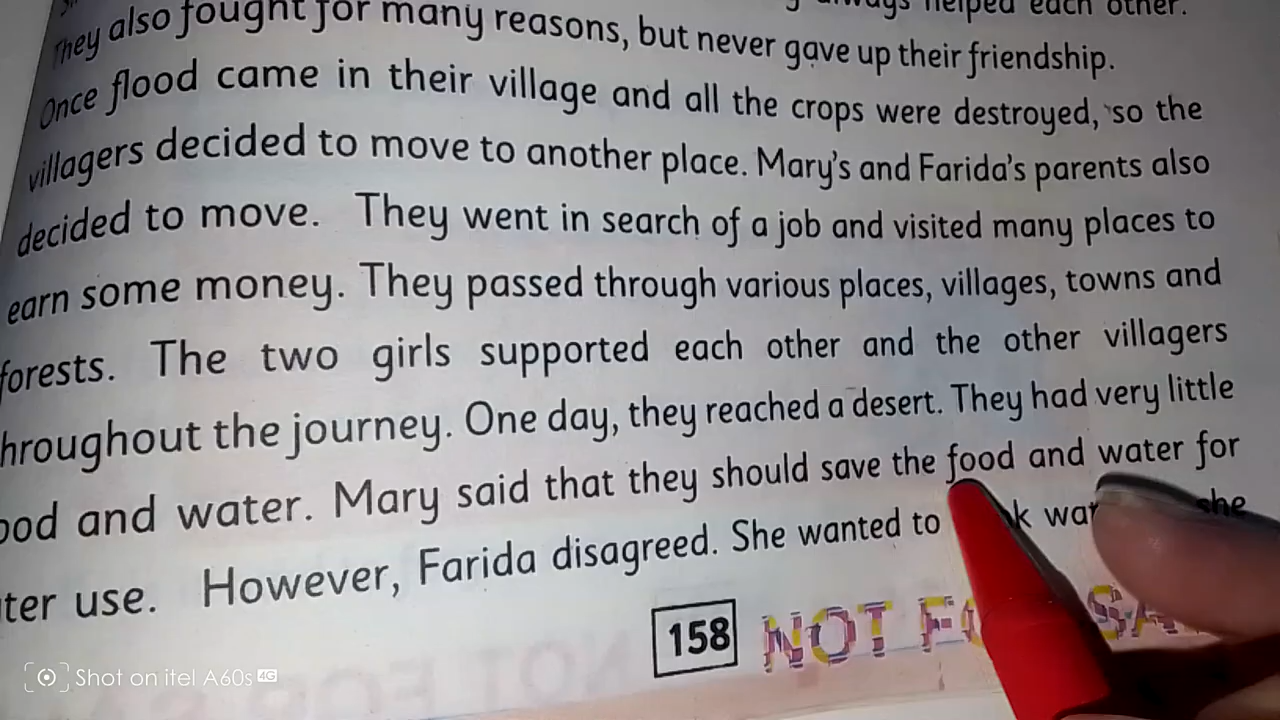 always helped each other.
They also fought for many reasons, but never gave up their friendship.
Once flood came in their village and all the crops were destroyed, so the
villagers decided to move to another place. Mary's and Farida's parents also
decided to move. They went in search of a job and visited many places to
earn some money. They passed through various places, villages, towns and
forests. The two girls supported each other and the other villagers
hroughout the journey. One day, they reached a desert. They had very little
ood and water. Mary said that they should save the food and water for
ter use. However, Farida disagreed. She wanted to she
158
NOT
Shot on itel A60s 4G